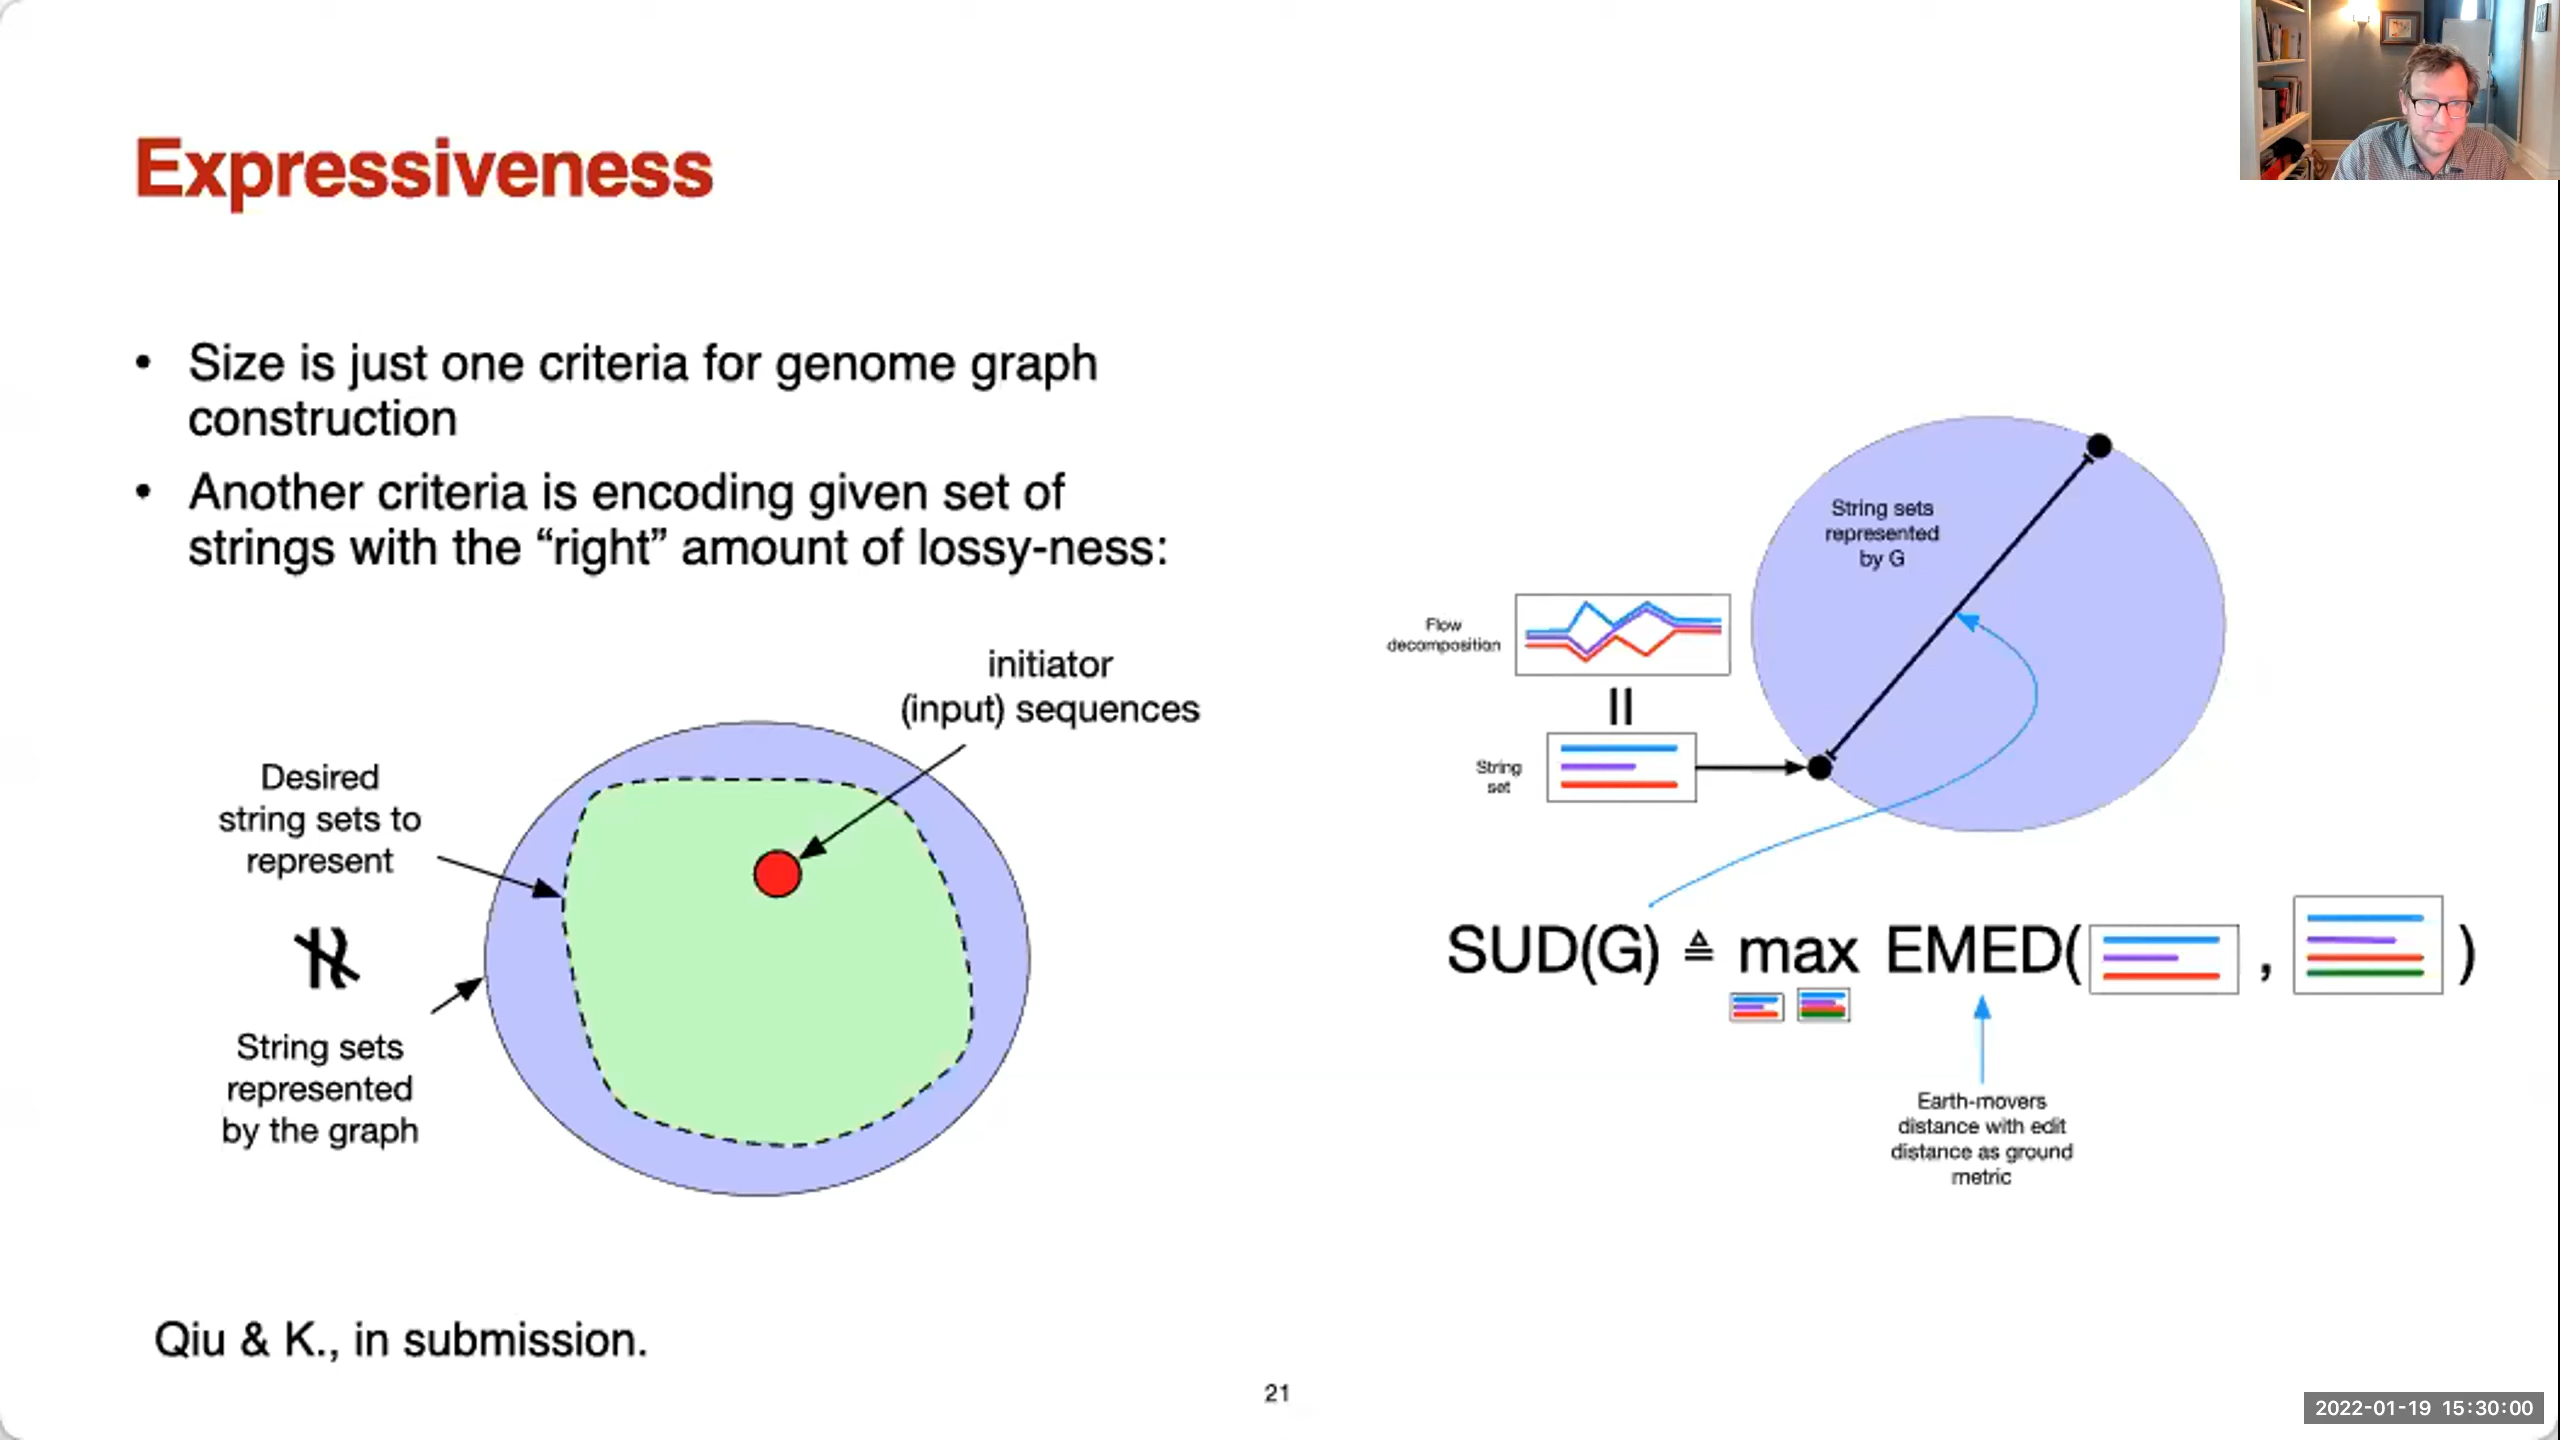 Expressiveness
• Size is just one criteria for genome graph
construction
• Another criteria is encoding given set of
strings with the “right” amount of lossy-ness:
initiator
(input) sequences
Desired
string sets to
represent
String sets
represented
by the graph
String sets
represented
by G
Flow
decomposition
=
String
set
SUD(G) ≜ max EMED( , )
Earth-movers
distance with edit
distance as ground
metric
Qiu & K., in submission.
21
2022-01-19 15:30:00